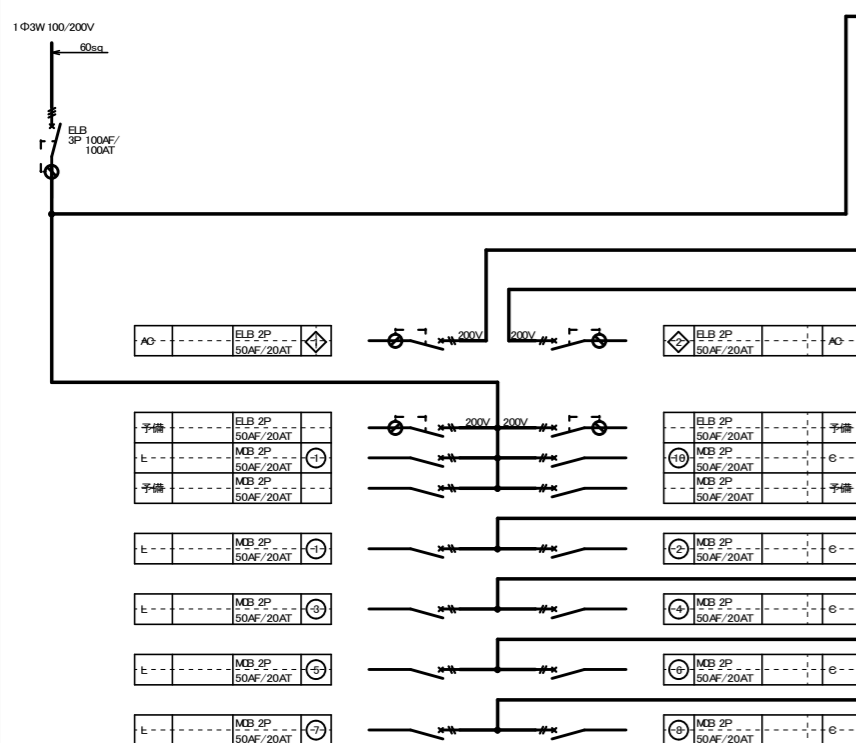 1Φ3W 100/200V
60sq
ELB
3P 100AF/
100AT
AC ELB 2P 1 200V 200V 2 ELB 2P AC
50AF/20AT 50AF/20AT
予備 ELB 2P 200V 200V ELB 2P 予備
50AF/20AT 50AF/20AT
L MCB 2P 1 10 MCB 2P C
50AF/20AT 50AF/20AT
予備 MCB 2P MCB 2P 予備
50AF/20AT 50AF/20AT
L MCB 2P 1 2 MCB 2P C
50AF/20AT 50AF/20AT
L MCB 2P 3 4 MCB 2P C
50AF/20AT 50AF/20AT
L MCB 2P 5 6 MCB 2P C
50AF/20AT 50AF/20AT
L MCB 2P 7 8 MCB 2P C
50AF/20AT 50AF/20AT